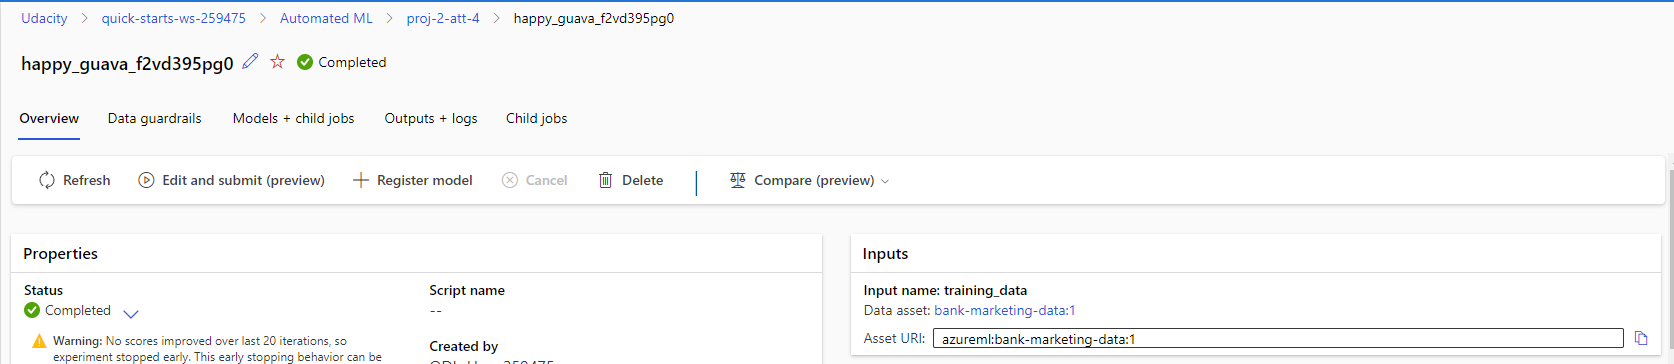 Udacity > quick-starts-ws-259475 > Automated ML > proj-2-att-4 > happy_guava_f2vd395pg0
happy_guava_f2vd395pg0 Completed
Overview Data guardrails Models + child jobs Outputs + logs Child jobs
Refresh Edit and submit (preview) Register model Cancel Delete Compare (preview)
Properties
Status
Completed
Warning: No scores improved over last 20 iterations, so
experiment stopped early. This early stopping behavior can be
Script name
--
Created by
Inputs
Input name: training_data
Data asset: bank-marketing-data:1
Asset URI: azureml:bank-marketing-data:1